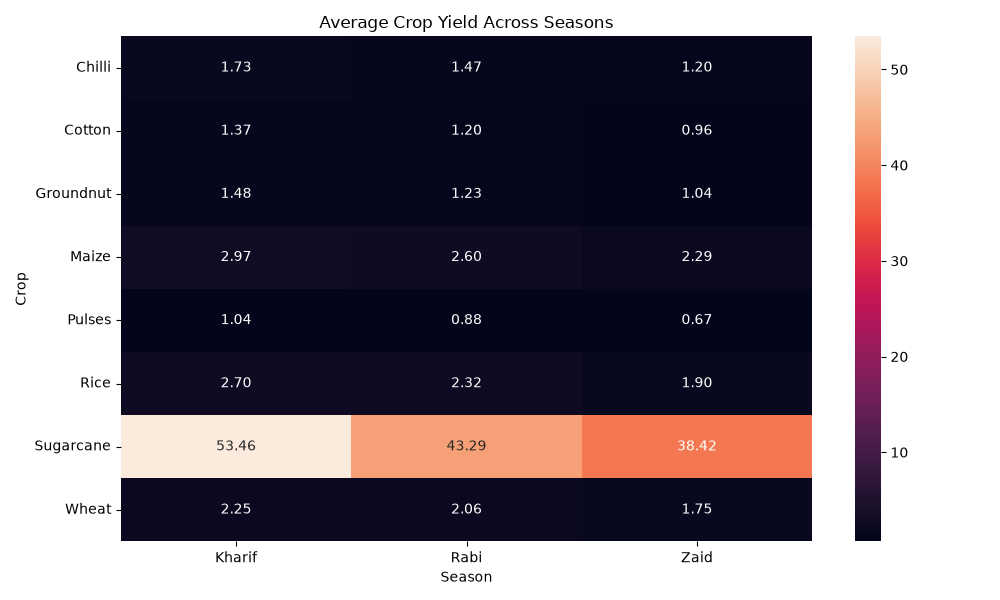 Average Crop Yield Across Seasons
Chilli 1.73 1.47 1.20
Cotton 1.37 1.20 0.96
Groundnut 1.48 1.23 1.04
Maize 2.97 2.60 2.29
Pulses 1.04 0.88 0.67
Rice 2.70 2.32 1.90
Sugarcane 53.46 43.29 38.42
Wheat 2.25 2.06 1.75
Kharif Rabi Zaid
Season
Crop
50
40
30
20
10